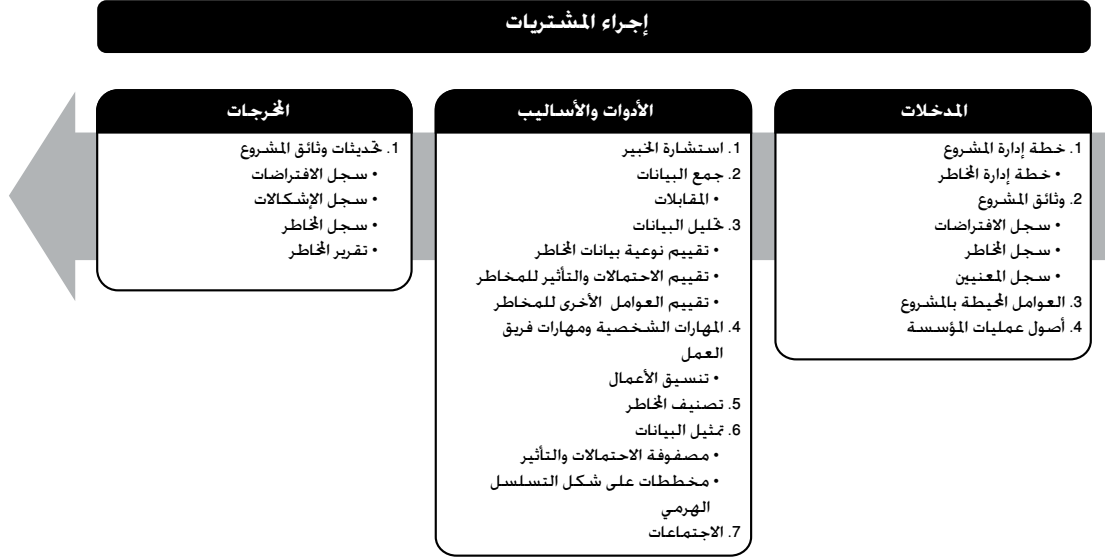 إجراء المشتريات
المدخلات
1. خطة إدارة المشروع
• خطة إدارة المخاطر
2. وثائق المشروع
• سجل الافتراضات
• سجل المخاطر
• سجل المعنيين
3. العوامل المحيطة بالمشروع
4. أصول عمليات المؤسسة
الأدوات والأساليب
1. استشارة الخبير
2. جمع البيانات
• المقابلات
3. تحليل البيانات
• تقييم نوعية بيانات المخاطر
• تقييم الاحتمالات والتأثير للمخاطر
• تقييم العوامل الأخرى للمخاطر
4. المهارات الشخصية ومهارات فريق
العمل
• تنسيق الأعمال
5. تصنيف المخاطر
6. تمثيل البيانات
• مصفوفة الاحتمالات والتأثير
• مخططات على شكل التسلسل
الهرمي
7. الاجتماعات
المخرجات
1. تحديثات وثائق المشروع
• سجل الافتراضات
• سجل الإشكالات
• سجل المخاطر
• تقرير المخاطر